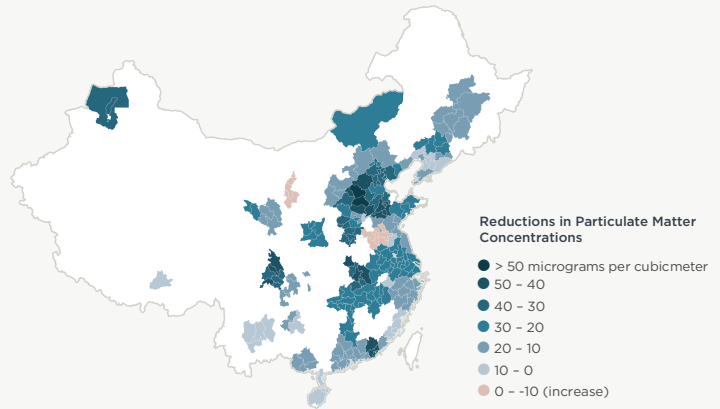 Reductions in Particulate Matter
Concentrations
> 50 micrograms per cubicmeter
50 – 40
40 – 30
30 – 20
20 – 10
10 – 0
0 – -10 (increase)